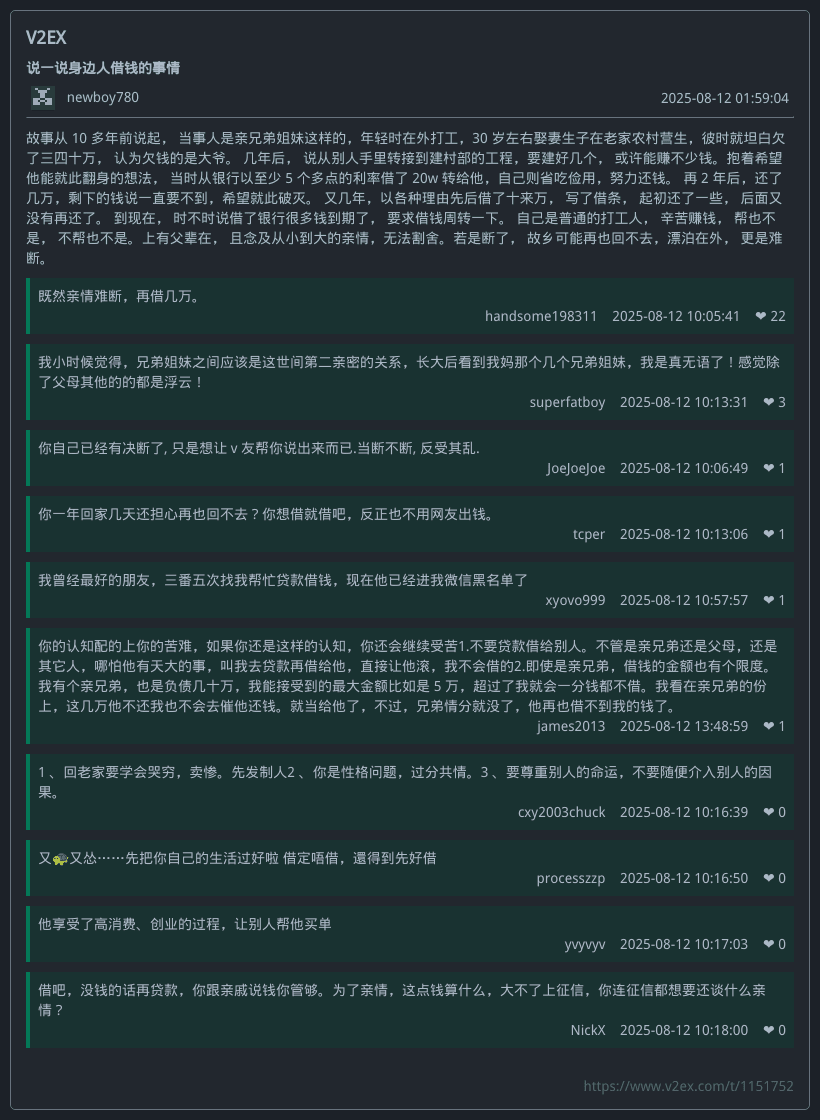 V2EX
说一说身边人借钱的事情
newboy780 2025-08-12 01:59:04
故事从 10 多年前说起， 当事人是亲兄弟姐妹这样的，年轻时在外打工，30 岁左右娶妻生子在老家农村营生，彼时就坦白欠
了三四十万， 认为欠钱的是大爷。 几年后， 说从别人手里转接到建村部的工程，要建好几个， 或许能赚不少钱。抱着希望
他能就此翻身的想法， 当时从银行以至少 5 个多点的利率借了 20w 转给他，自己则省吃俭用，努力还钱。 再 2 年后，还了
几万，剩下的钱说一直要不到，希望就此破灭。 又几年，以各种理由先后借了十来万， 写了借条， 起初还了一些， 后面又
没有再还了。 到现在， 时不时说借了银行很多钱到期了， 要求借钱周转一下。 自己是普通的打工人， 辛苦赚钱， 帮也不
是， 不帮也不是。上有父辈在， 且念及从小到大的亲情，无法割舍。若是断了， 故乡可能再也回不去，漂泊在外， 更是难
断。
既然亲情难断，再借几万。
handsome198311 2025-08-12 10:05:41 ❤ 22
我小时候觉得，兄弟姐妹之间应该是这世间第二亲密的关系，长大后看到我妈那个几个兄弟姐妹，我是真无语了！感觉除
了父母其他的的都是浮云！
superfatboy 2025-08-12 10:13:31 ❤ 3
你自己已经有决断了, 只是想让 v 友帮你说出来而已.当断不断, 反受其乱.
JoeJoeJoe 2025-08-12 10:06:49 ❤ 1
你一年回家几天还担心再也回不去？你想借就借吧，反正也不用网友出钱。
tcper 2025-08-12 10:13:06 ❤ 1
我曾经最好的朋友，三番五次找我帮忙贷款借钱，现在他已经进我微信黑名单了
xyovo999 2025-08-12 10:57:57 ❤ 1
你的认知配的上你的苦难，如果你还是这样的认知，你还会继续受苦1.不要贷款借给别人。不管是亲兄弟还是父母，还是
其它人，哪怕他有天大的事，叫我去贷款再借给他，直接让他滚，我不会借的2.即使是亲兄弟，借钱的金额也有个限度。
我有个亲兄弟，也是负债几十万，我能接受到的最大金额比如是 5 万，超过了我就会一分钱都不借。我看在亲兄弟的份
上，这几万他不还我也不会去催他还钱。就当给他了，不过，兄弟情分就没了，他再也借不到我的钱了。
james2013 2025-08-12 13:48:59 ❤ 1
1 、回老家要学会哭穷，卖惨。先发制人2 、你是性格问题，过分共情。3 、要尊重别人的命运，不要随便介入别人的因
果。
cxy2003chuck 2025-08-12 10:16:39 ❤ 0
又🐢又怂……先把你自己的生活过好啦 借定唔借，還得到先好借
processzzp 2025-08-12 10:16:50 ❤ 0
他享受了高消费、创业的过程，让别人帮他买单
yvyvyv 2025-08-12 10:17:03 ❤ 0
借吧，没钱的话再贷款，你跟亲戚说钱你管够。为了亲情，这点钱算什么，大不了上征信，你连征信都想要还谈什么亲
情？
NickX 2025-08-12 10:18:00 ❤ 0
https://www.v2ex.com/t/1151752